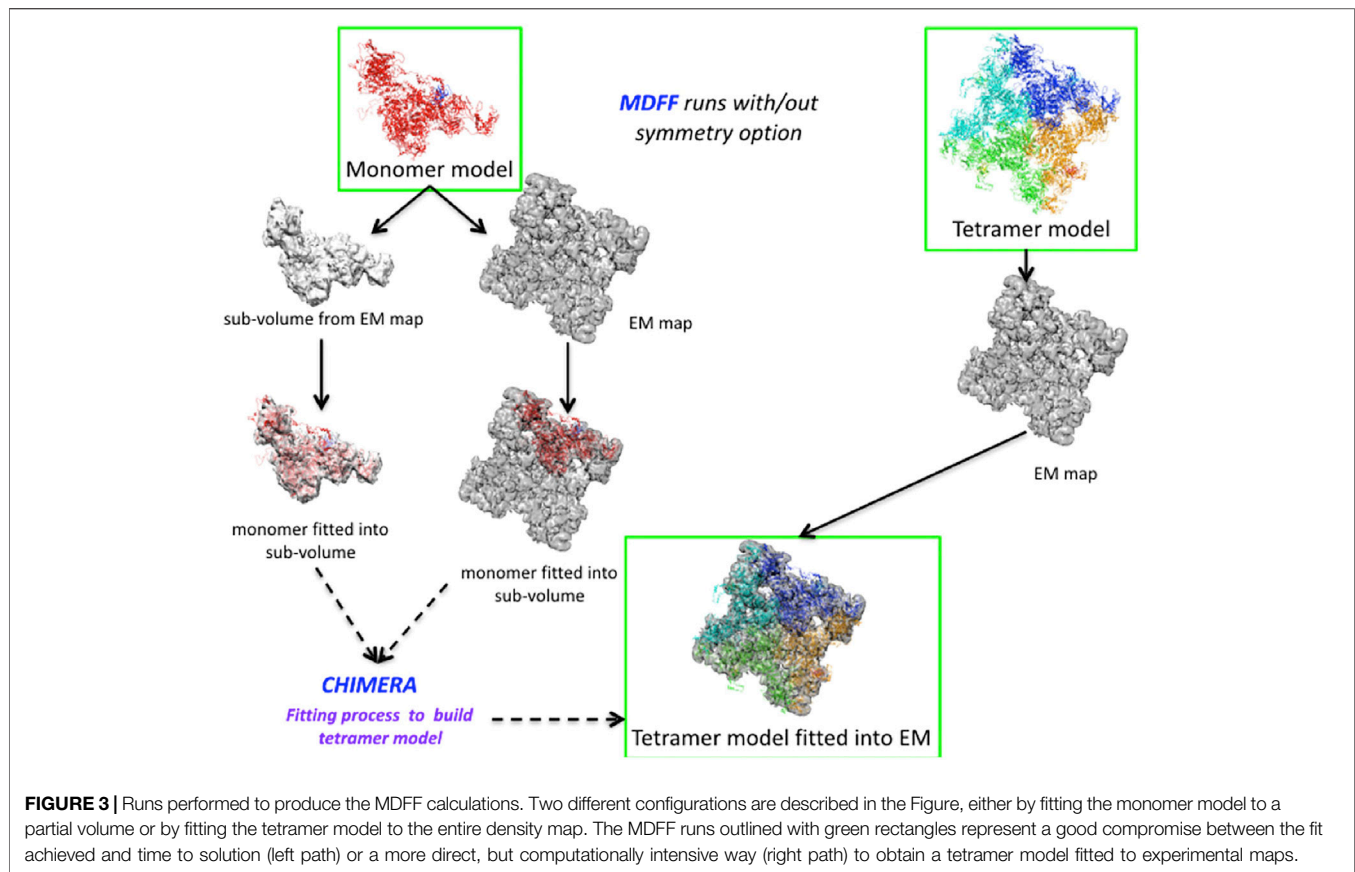 MDFF runs with/out
symmetry option
Monomer model
Tetramer model
sub-volume from EM map
EM map
EM map
monomer fitted into
sub-volume
monomer fitted into
sub-volume
CHIMERA
Fitting process to build
tetramer model
Tetramer model fitted into EM
FIGURE 3 | Runs performed to produce the MDFF calculations. Two different configurations are described in the Figure, either by fitting the monomer model to a
partial volume or by fitting the tetramer model to the entire density map. The MDFF runs outlined with green rectangles represent a good compromise between the fit
achieved and time to solution (left path) or a more direct, but computationally intensive way (right path) to obtain a tetramer model fitted to experimental maps.